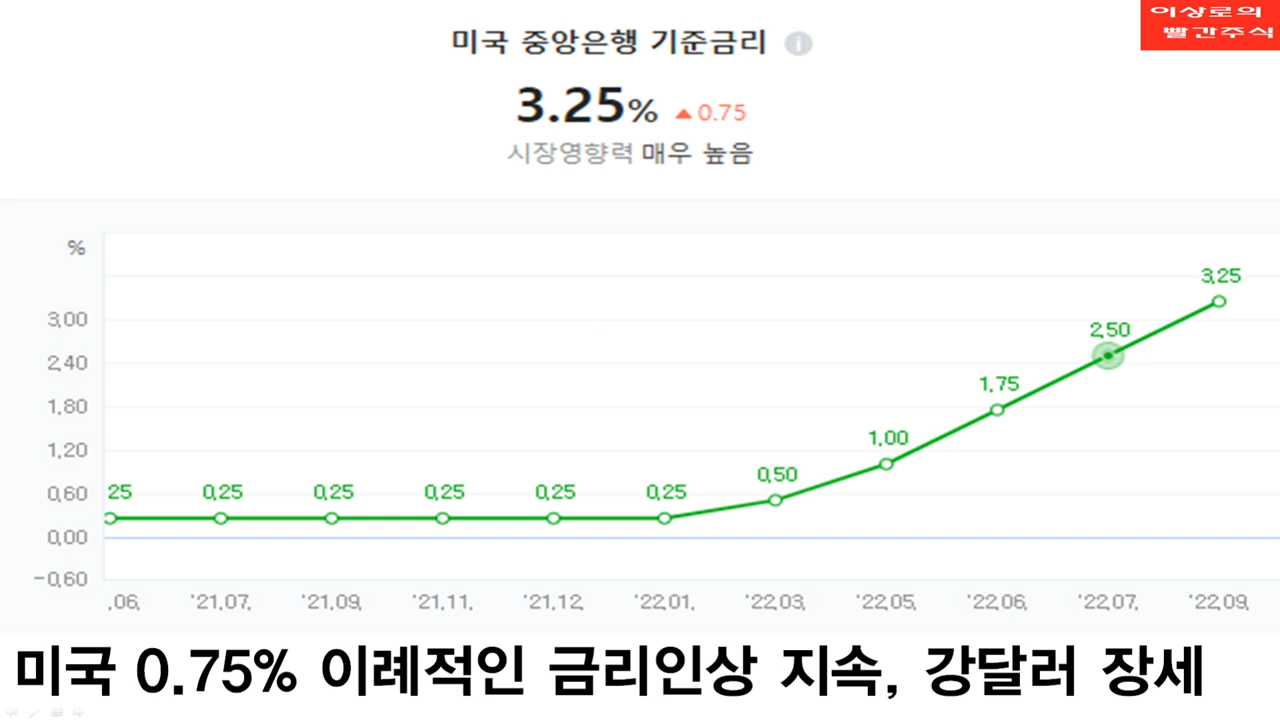 이상로의
빨간주식
미국 중앙은행 기준금리 i
3.25% ▲0.75
시장영향력 매우 높음
%
3.00
2.40
1.80
1.20
0.60
0.00
-0.60
25 0.25 0.25 0.25 0.25 0.25 0.50 1.00 1.75 2.50 3.25
.06. '21.07. '21.09. '21.11. '21.12. '22.01. '22.03. '22.05. '22.06. '22.07. '22.09.
미국 0.75% 이례적인 금리인상 지속, 강달러 장세